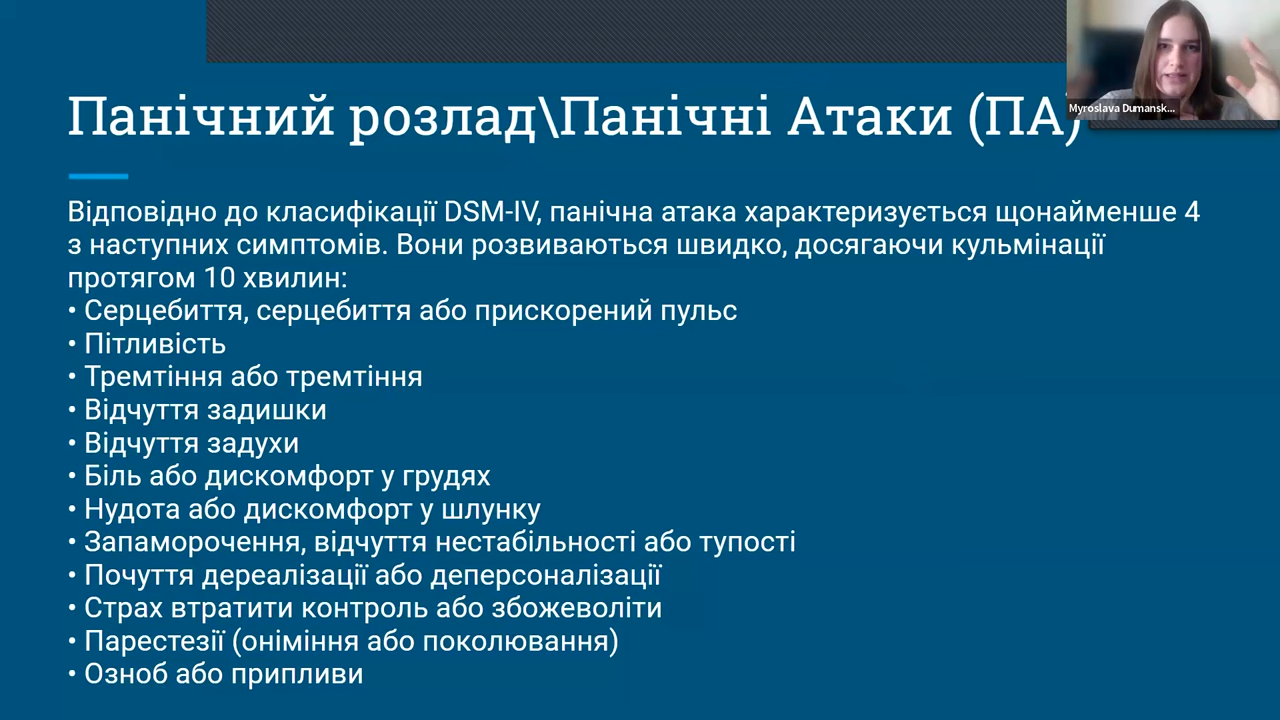 Myroslava Dumansk...
Панічний розлад\Панічні Атаки (ПА)
Відповідно до класифікації DSM-IV, панічна атака характеризується щонайменше 4
з наступних симптомів. Вони розвиваються швидко, досягаючи кульмінації
протягом 10 хвилин:
• Серцебиття, серцебиття або прискорений пульс
• Пітливість
• Тремтіння або тремтіння
• Відчуття задишки
• Відчуття задухи
• Біль або дискомфорт у грудях
• Нудота або дискомфорт у шлунку
• Запаморочення, відчуття нестабільності або тупості
• Почуття дереалізації або деперсоналізації
• Страх втратити контроль або збожеволіти
• Парестезії (оніміння або поколювання)
• Озноб або припливи